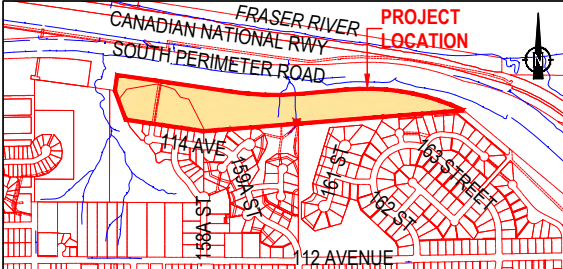 FRASER RIVER
PROJECT
LOCATION
CANADIAN NATIONAL RWY
SOUTH PERIMETER ROAD
N
114 AVE
159A ST
158A ST
161 ST
162 ST
163 STREET
112 AVENUE